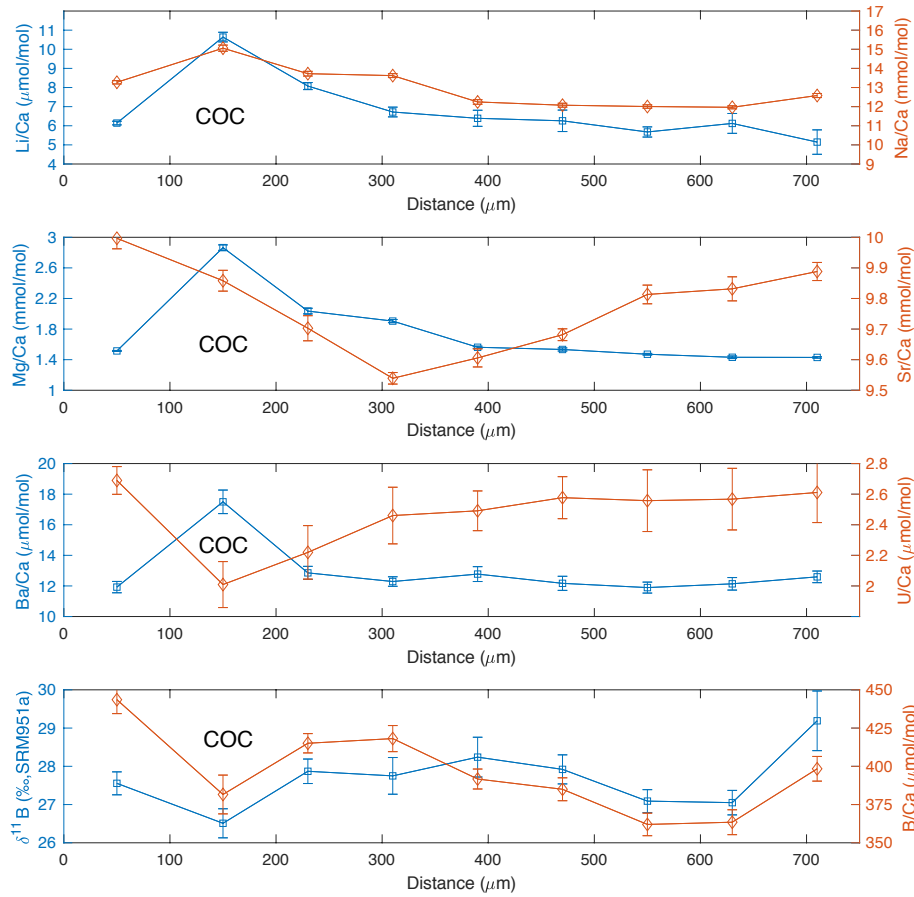 17
16
15
14
13
12
11
10
9
Na/Ca (mmol/mol)
11
10
9
8
7
6
5
4
Li/Ca (μmol/mol)
COC
0 100 200 300 400 500 600 700
Distance (μm)
3
2.6
2.2
1.8
1.4
1
Mg/Ca (mmol/mol)
10
9.9
9.8
9.7
9.6
9.5
Sr/Ca (mmol/mol)
COC
0 100 200 300 400 500 600 700
Distance (μm)
20
18
16
14
12
10
Ba/Ca (μmol/mol)
2.8
2.6
2.4
2.2
2
U/Ca (μmol/mol)
COC
0 100 200 300 400 500 600 700
Distance (μm)
30
29
28
27
26
δ11 B (‰,SRM951a)
450
425
400
375
350
B/Ca (μmol/mol)
COC
0 100 200 300 400 500 600 700
Distance (μm)